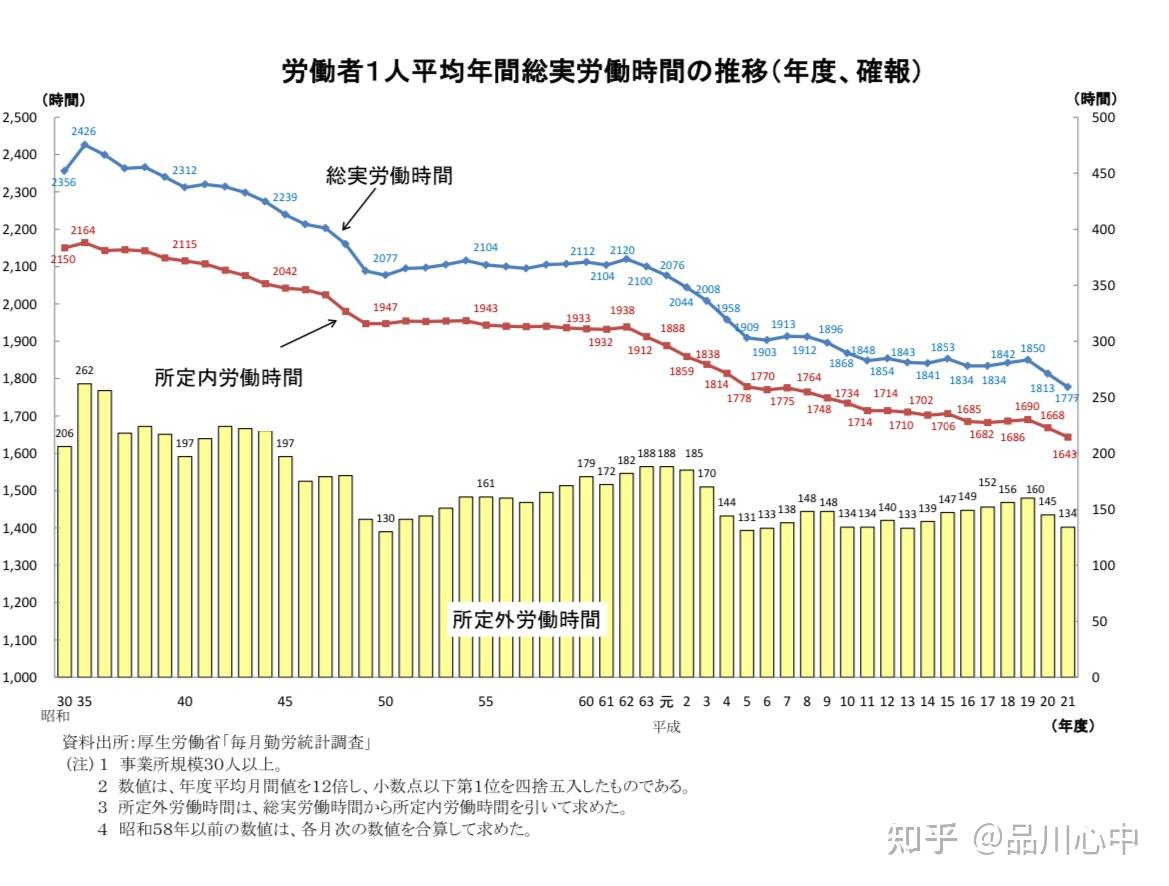 労働者１人平均年間総実労働時間の推移（年度、確報）
（時間） （時間）
2,500 500
2,400 450
2,300 400
2,200 350
2,100 300
2,000 250
1,900 200
1,800 150
1,700 100
1,600 50
1,500 0
1,400
1,300
1,200
1,100
1,000
総実労働時間
2356 2426 2312 2239 2077 2104 2112 2104 2120 2100 2076 2044 2008 1958 1909 1903 1913 1912 1896 1868 1848 1854 1843 1841 1853 1834 1834 1842 1850 1813 1777
所定内労働時間
2150 2164 2115 2042 1947 1943 1933 1932 1938 1912 1888 1859 1838 1814 1778 1770 1775 1764 1748 1734 1714 1714 1710 1702 1706 1685 1682 1686 1690 1668 1643
206 262 197 197 130 161 179 172 182 188 188 185 170 144 131 133 138 148 148 134 134 140 133 139 147 149 152 156 160 145 134
所定外労働時間
30 35 40 45 50 55 60 61 62 63 元 2 3 4 5 6 7 8 9 10 11 12 13 14 15 16 17 18 19 20 21
昭和 平成 （年度）
資料出所：厚生労働省「毎月勤労統計調査」
（注）１ 事業所規模30人以上。
２ 数値は、年度平均月間値を12倍し、小数点以下第1位を四捨五入したものである。
３ 所定外労働時間は、総実労働時間から所定内労働時間を引いて求めた。
４ 昭和58年以前の数値は、各月次の数値を合算して求めた。
知乎 @品川心中